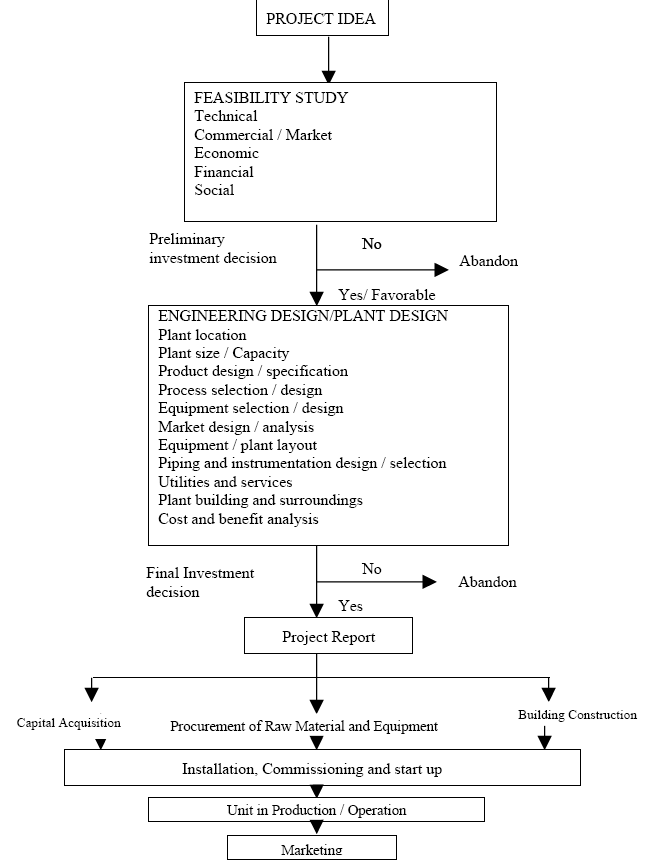 PROJECT IDEA
FEASIBILITY STUDY
Technical
Commercial / Market
Economic
Financial
Social
Preliminary
investment decision
No
Abandon
Yes/ Favorable
ENGINEERING DESIGN/PLANT DESIGN
Plant location
Plant size / Capacity
Product design / specification
Process selection / design
Equipment selection / design
Market design / analysis
Equipment / plant layout
Piping and instrumentation design / selection
Utilities and services
Plant building and surroundings
Cost and benefit analysis
Final Investment
decision
No
Abandon
Yes
Project Report
Capital Acquisition
Procurement of Raw Material and Equipment
Building Construction
Installation, Commissioning and start up
Unit in Production / Operation
Marketing